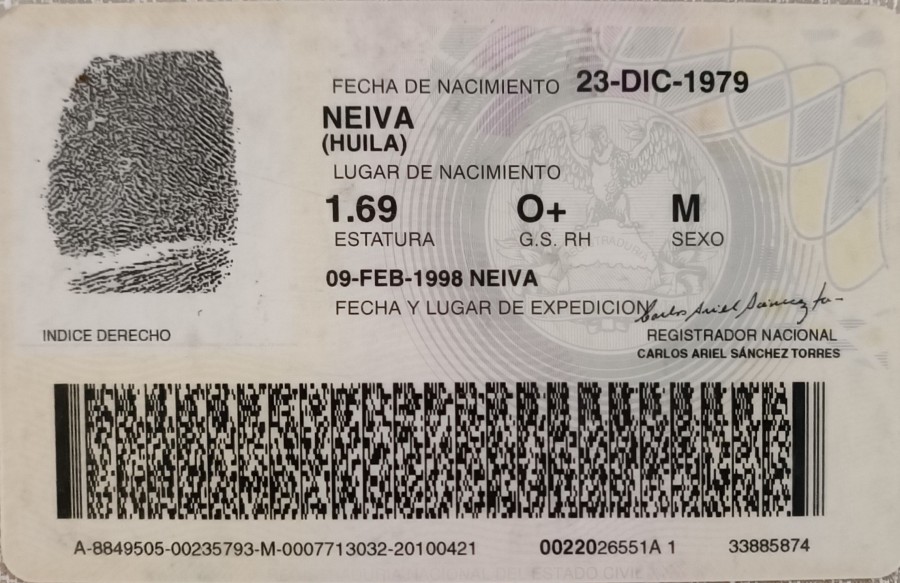 FECHA DE NACIMIENTO 23-DIC-1979
NEIVA
(HUILA)
LUGAR DE NACIMIENTO
1.69 O+ M
ESTATURA G.S. RH SEXO
09-FEB-1998 NEIVA
FECHA Y LUGAR DE EXPEDICION
Carlos Ariel Sánchez
INDICE DERECHO
REGISTRADOR NACIONAL
CARLOS ARIEL SÁNCHEZ TORRES
A-8849505-00235793-M-0007713032-20100421 0022026551A 1 33885874